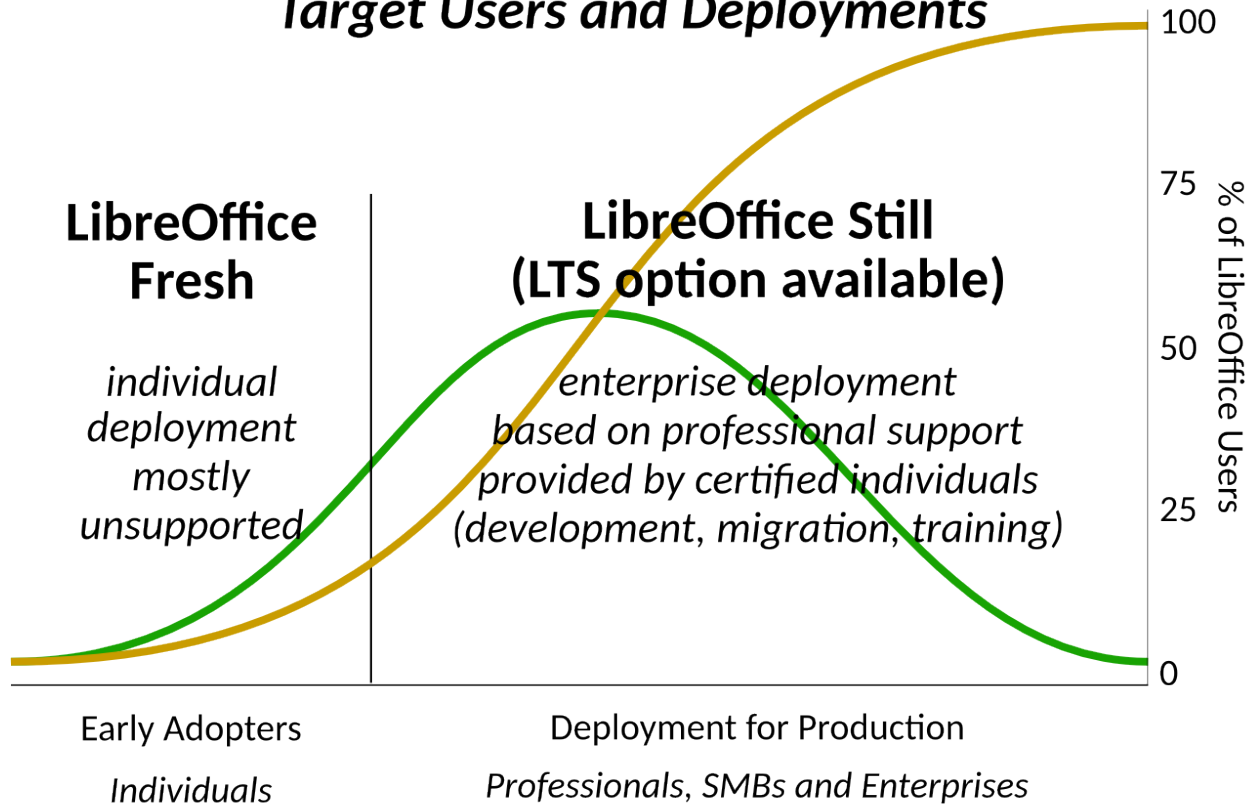 Target Users and Deployments
100
75
50
25
0
% of LibreOffice Users
LibreOffice
Fresh
individual
deployment
mostly
unsupported
LibreOffice Still
(LTS option available)
enterprise deployment
based on professional support
provided by certified individuals
(development, migration, training)
Early Adopters
Individuals
Deployment for Production
Professionals, SMBs and Enterprises